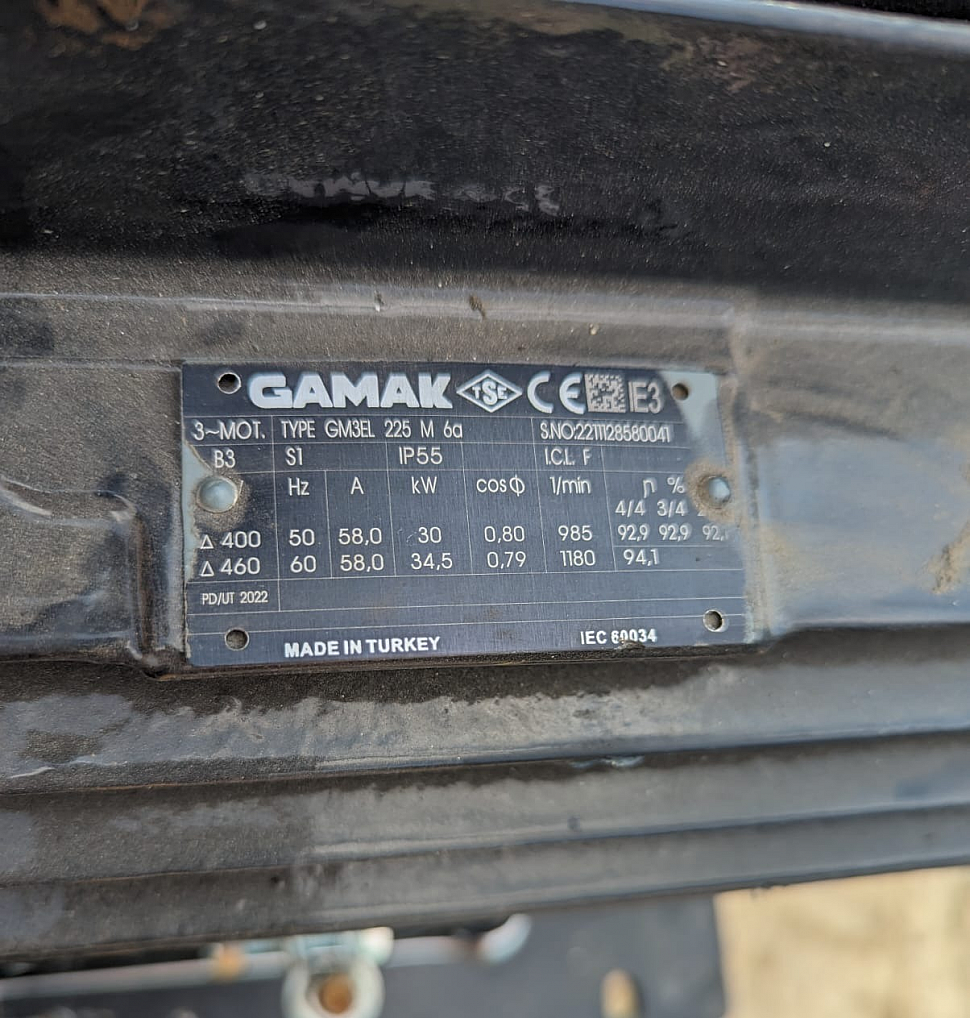 GAMAK TSE CE IE3
3~MOT. TYPE GM3EL 225 M 6a S.NO:2211128580041
B3 S1 IP55 I.C.L. F
Hz A kW cosϕ 1/min η %
4/4 3/4
Δ 400 50 58,0 30 0,80 985 92,9 92,9
Δ 460 60 58,0 34,5 0,79 1180 94,1
PD/UT 2022
MADE IN TURKEY IEC 60034